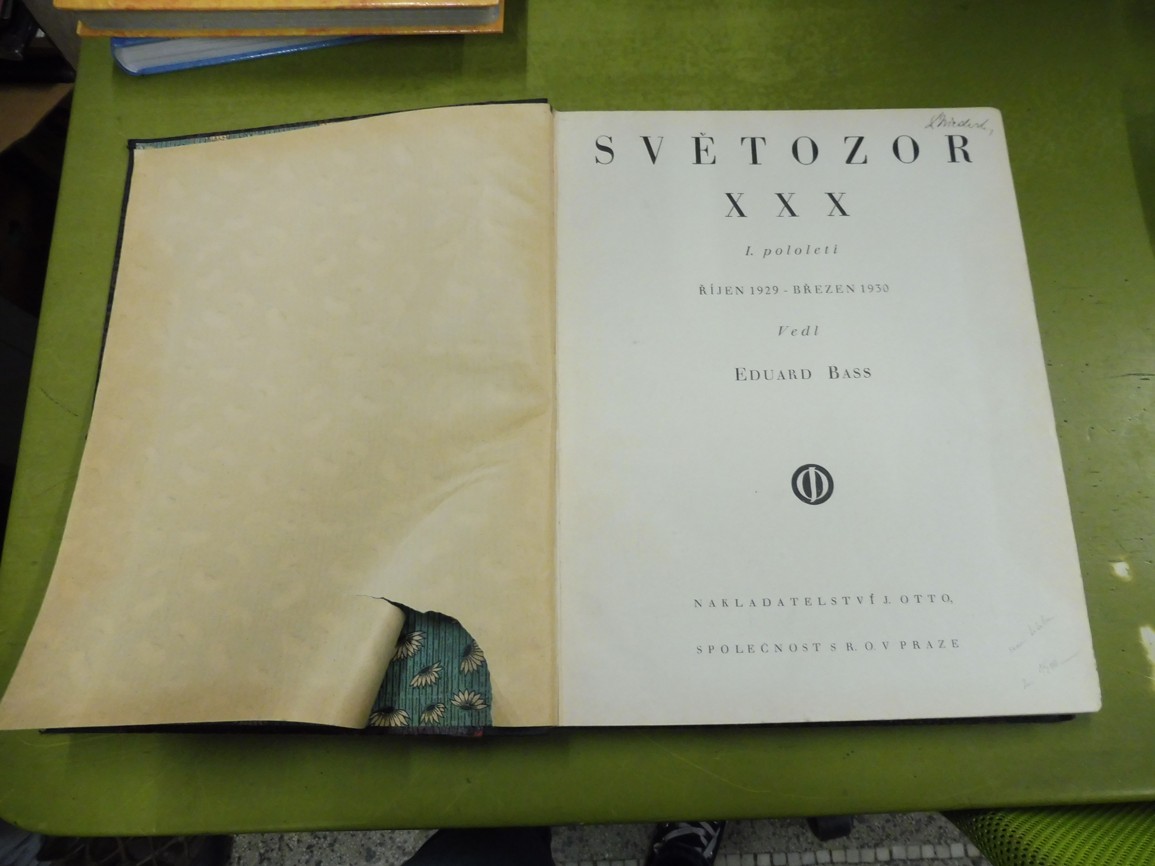 SVĚTOZOR
XXX
I. pololetí
ŘÍJEN 1929 - BŘEZEN 1930
Vedl
EDUARD BASS
NAKLADATELSTVÍ J. OTTO,
SPOLEČNOST S R. O. V PRAZE